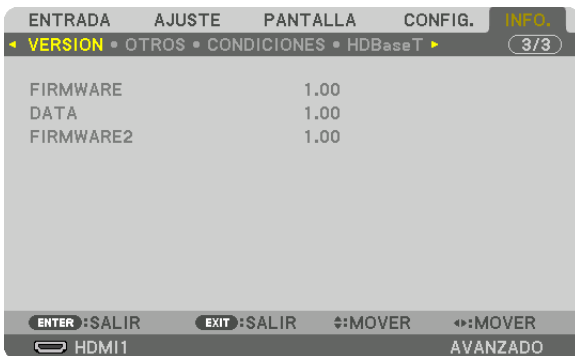 ENTRADA AJUSTE PANTALLA CONFIG. INFO.
VERSION • OTROS • CONDICIONES • HDBaseT 3/3
FIRMWARE 1.00
DATA 1.00
FIRMWARE2 1.00
ENTER :SALIR EXIT :SALIR :MOVER :MOVER
HDMI1 AVANZADO